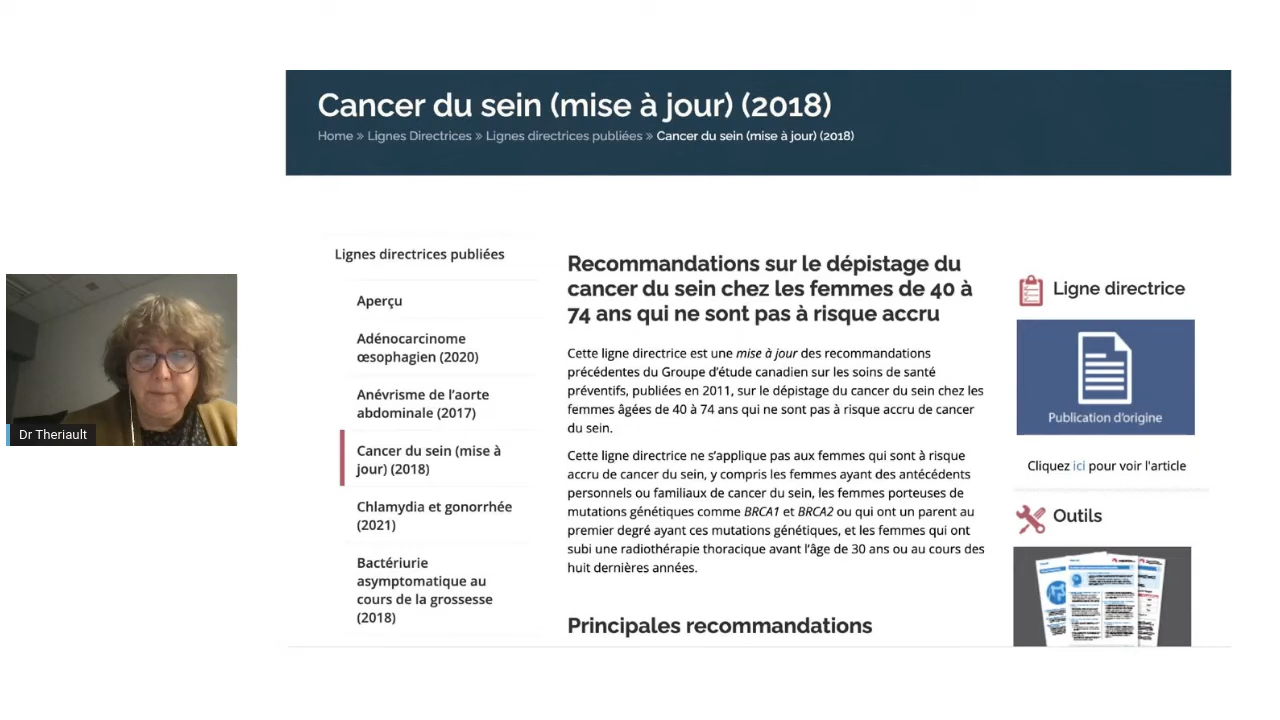 Cancer du sein (mise à jour) (2018)
Home » Lignes Directrices » Lignes directrices publiées » Cancer du sein (mise à jour) (2018)
Lignes directrices publiées
Aperçu
Adénocarcinome
œsophagien (2020)
Anévrisme de l’aorte
abdominale (2017)
Cancer du sein (mise à
jour) (2018)
Chlamydia et gonorrhée
(2021)
Bactériurie
asymptomatique au
cours de la grossesse
(2018)
Recommandations sur le dépistage du
cancer du sein chez les femmes de 40 à
74 ans qui ne sont pas à risque accru
Cette ligne directrice est une mise à jour des recommandations
précédentes du Groupe d’étude canadien sur les soins de santé
préventifs, publiées en 2011, sur le dépistage du cancer du sein chez les
femmes âgées de 40 à 74 ans qui ne sont pas à risque accru de cancer
du sein.
Cette ligne directrice ne s’applique pas aux femmes qui sont à risque
accru de cancer du sein, y compris les femmes ayant des antécédents
personnels ou familiaux de cancer du sein, les femmes porteuses de
mutations génétiques comme BRCA1 et BRCA2 ou qui ont un parent au
premier degré ayant ces mutations génétiques, et les femmes qui ont
subi une radiothérapie thoracique avant l’âge de 30 ans ou au cours des
huit dernières années.
Principales recommandations
Ligne directrice
Publication d’origine
Cliquez ici pour voir l'article
Outils
Dr Theriault